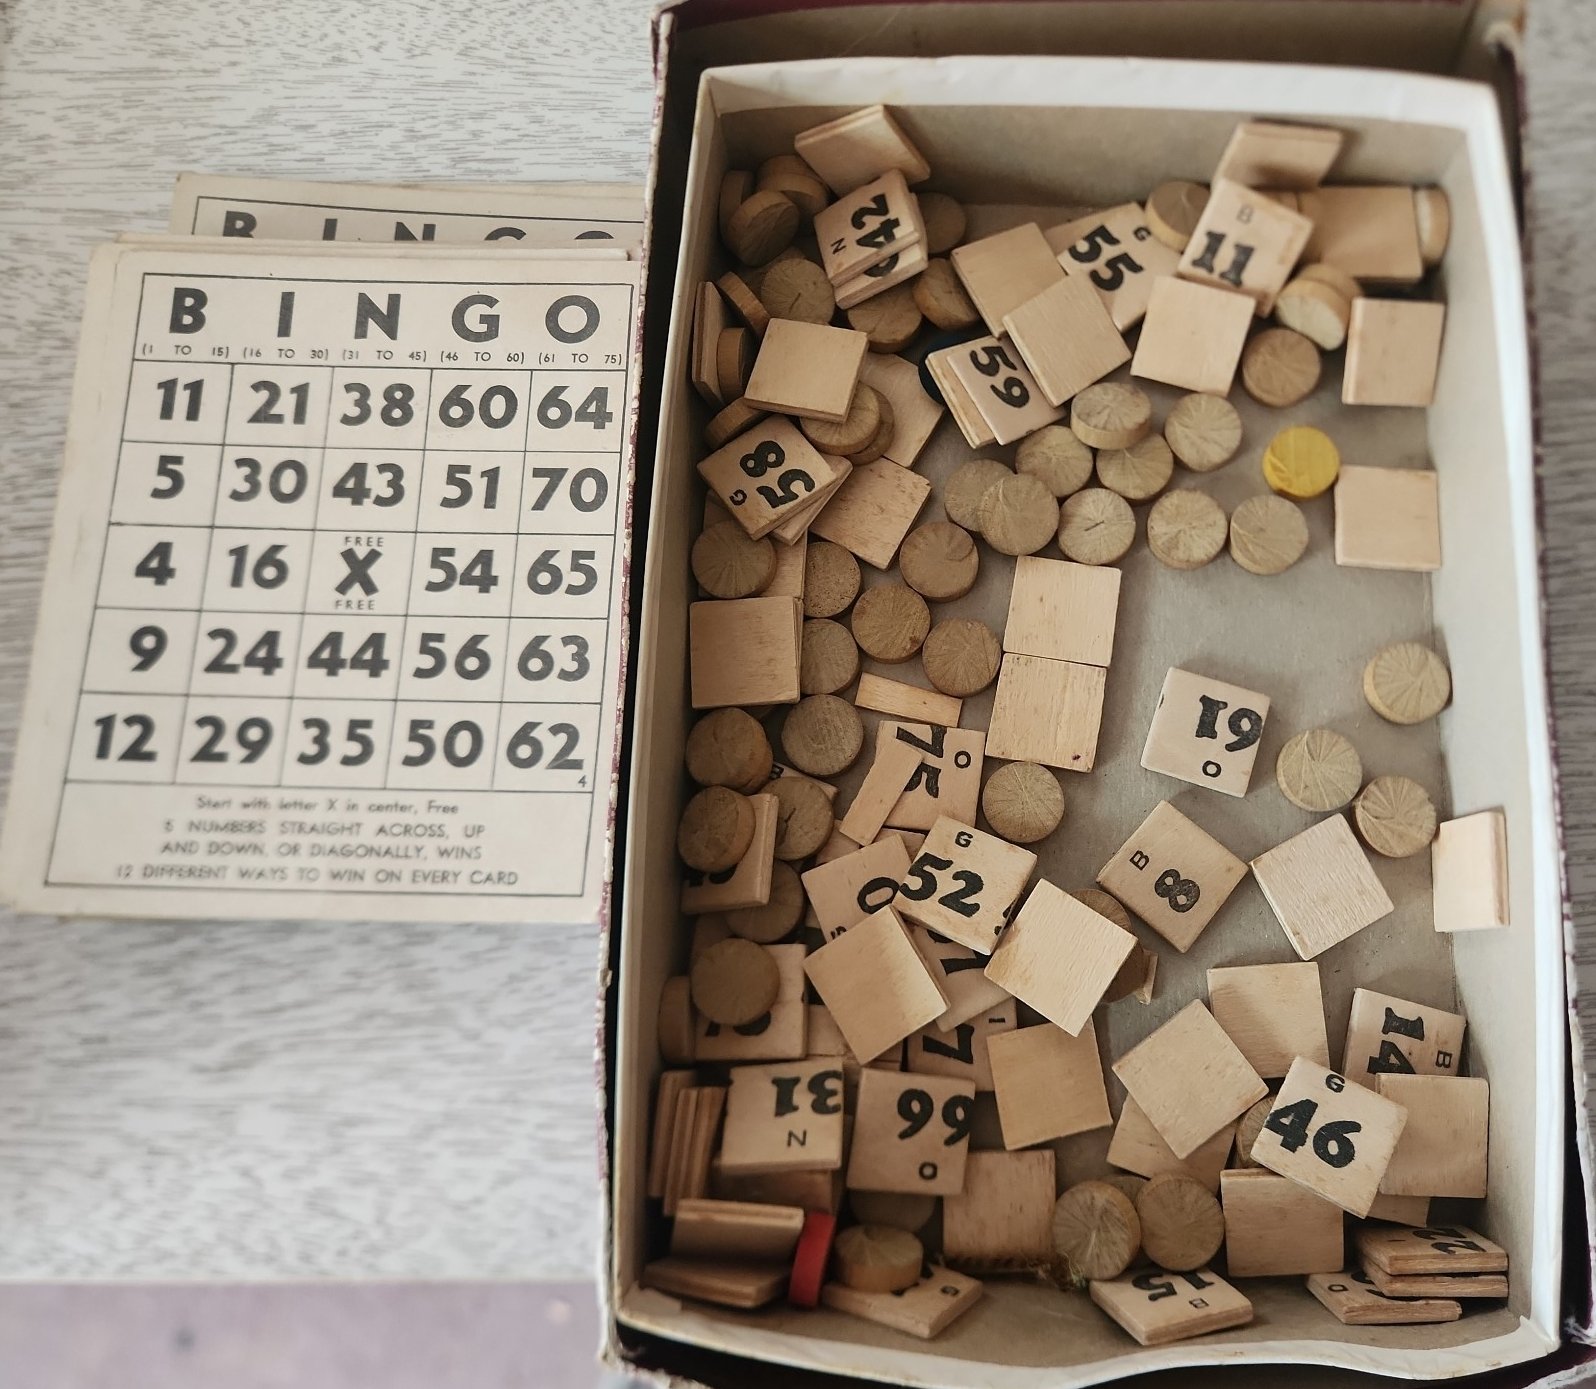 B I N G O
B I N G O
(1 TO 15) (16 TO 30) (31 TO 45) (46 TO 60) (61 TO 75)
11 21 38 60 64
5 30 43 51 70
FREE
4 16 X 54 65
FREE
9 24 44 56 63
12 29 35 50 62
4
Start with letter X in center, Free
5 NUMBERS STRAIGHT ACROSS, UP
AND DOWN, OR DIAGONALLY, WINS
12 DIFFERENT WAYS TO WIN ON EVERY CARD
N 42
G 55
B 11
59
G 58
O 61
O 75
B
G 52
B 8
I
7
B 14
N 31
O 66
G 46
22
G
B 15
O